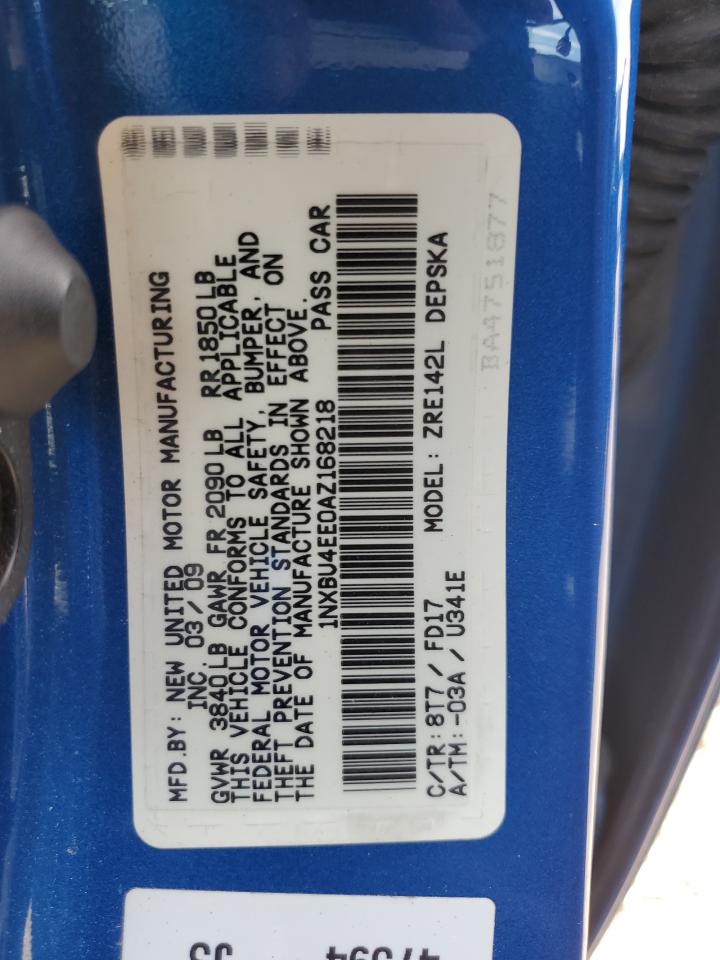 MFD.BY: NEW UNITED MOTOR MANUFACTURING
INC. 03/09
GVWR 3840LB GAWR FR 2090LB RR1850LB
THIS VEHICLE CONFORMS TO ALL APPLICABLE
FEDERAL MOTOR VEHICLE SAFETY, BUMPER, AND
THEFT PREVENTION STANDARDS IN EFFECT ON
THE DATE OF MANUFACTURE SHOWN ABOVE.
1NXBU4EE0AZ168218 PASS CAR
C/TR: 8T7/FD17 MODEL: ZRE142L DEPSKA
A/TM: -03A/U341E
BA4751877